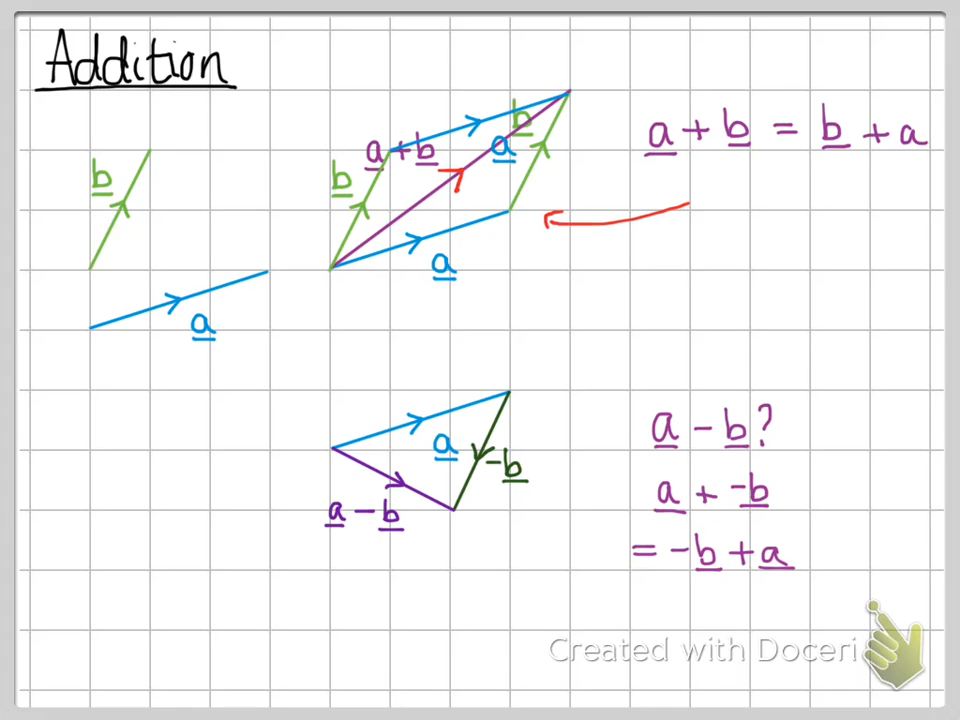 Addition
a + b = b + a
b
b
a + b
b
a
a
a
a
-b
a - b
a - b?
a + -b
= -b + a
Created with Doceri